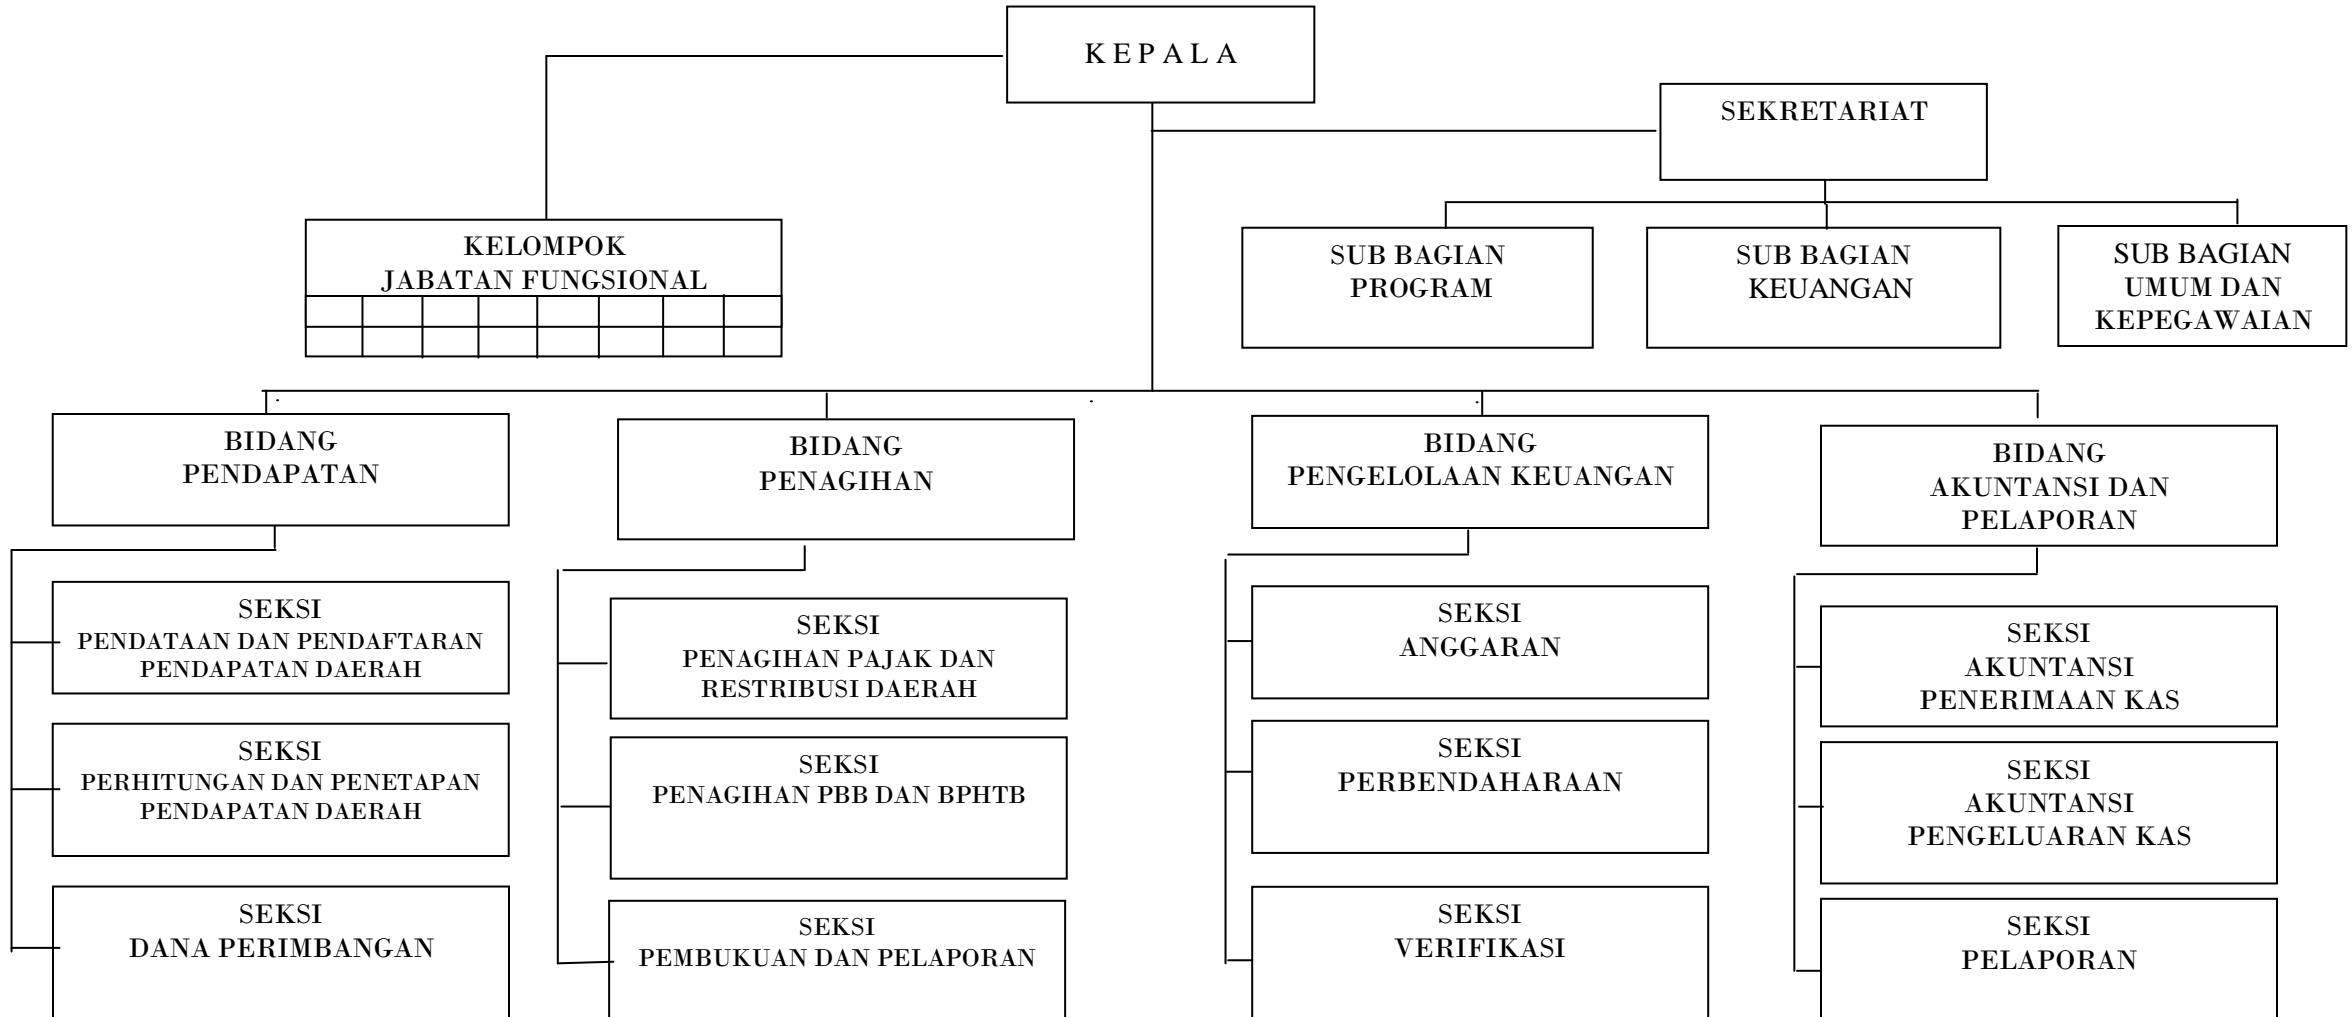 K E P A L A
SEKRETARIAT
KELOMPOK
JABATAN FUNGSIONAL
SUB BAGIAN
PROGRAM
SUB BAGIAN
KEUANGAN
SUB BAGIAN
UMUM DAN
KEPEGAWAIAN
BIDANG
PENDAPATAN
BIDANG
PENAGIHAN
BIDANG
PENGELOLAAN KEUANGAN
BIDANG
AKUNTANSI DAN
PELAPORAN
SEKSI
PENDATAAN DAN PENDAFTARAN
PENDAPATAN DAERAH
SEKSI
PERHITUNGAN DAN PENETAPAN
PENDAPATAN DAERAH
SEKSI
DANA PERIMBANGAN
SEKSI
PENAGIHAN PAJAK DAN
RESTRIBUSI DAERAH
SEKSI
PENAGIHAN PBB DAN BPHTB
SEKSI
PEMBUKUAN DAN PELAPORAN
SEKSI
ANGGARAN
SEKSI
PERBENDAHARAAN
SEKSI
VERIFIKASI
SEKSI
AKUNTANSI
PENERIMAAN KAS
SEKSI
AKUNTANSI
PENGELUARAN KAS
SEKSI
PELAPORAN